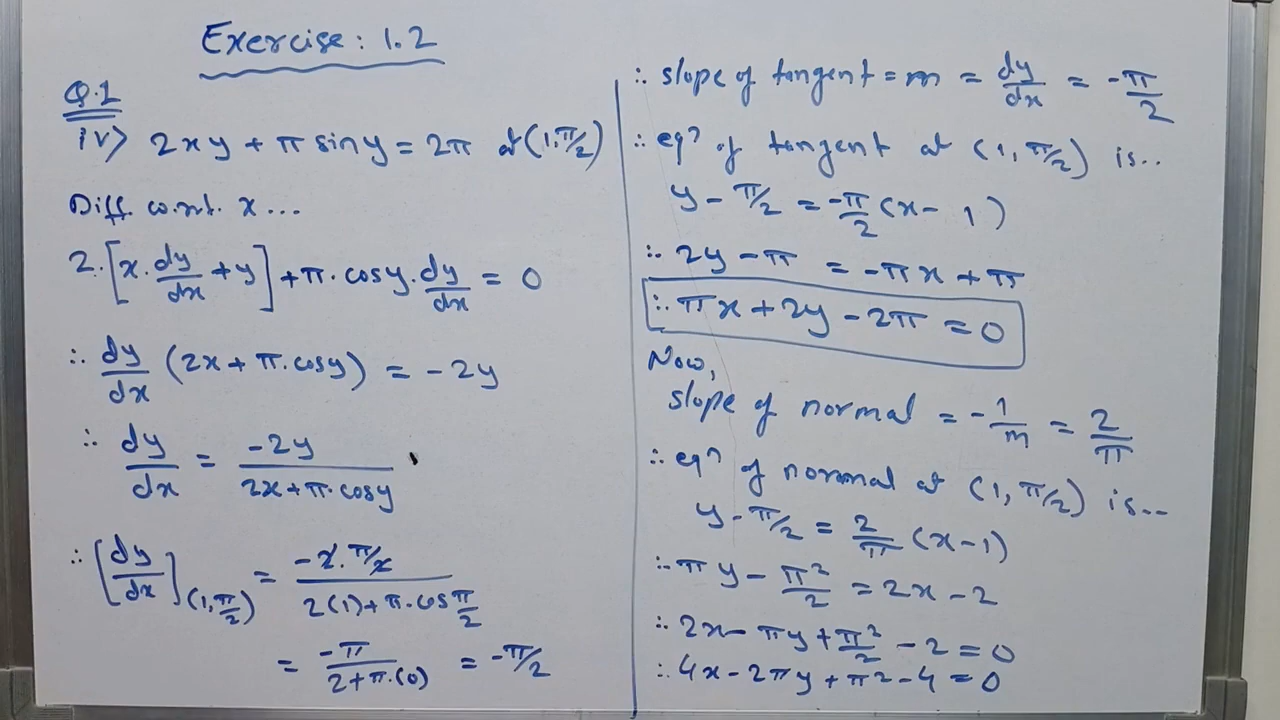 Exercise: 1.2
Q.1
iv) 2xy + π siny = 2π at (1, π/2)
Diff. w.r.t. x...
2.[x. dy/dx + y] + π. cosy. dy/dx = 0
∴ dy/dx (2x + π. cosy) = -2y
∴ dy/dx = -2y / 2x + π. cosy
∴ [dy/dx](1, π/2) = -2. π/2 / 2(1) + π. cos π/2
= -π / 2 + π. (0) = -π/2
∴ slope of tangent = m = dy/dx = -π/2
∴ eqn of tangent at (1, π/2) is..
y - π/2 = -π/2 (x - 1)
∴ 2y - π = -πx + π
∴ πx + 2y - 2π = 0
Now,
slope of normal = -1/m = 2/π
∴ eqn of normal at (1, π/2) is...
y - π/2 = 2/π (x - 1)
∴ πy - π²/2 = 2x - 2
∴ 2x - πy + π²/2 - 2 = 0
∴ 4x - 2πy + π² - 4 = 0